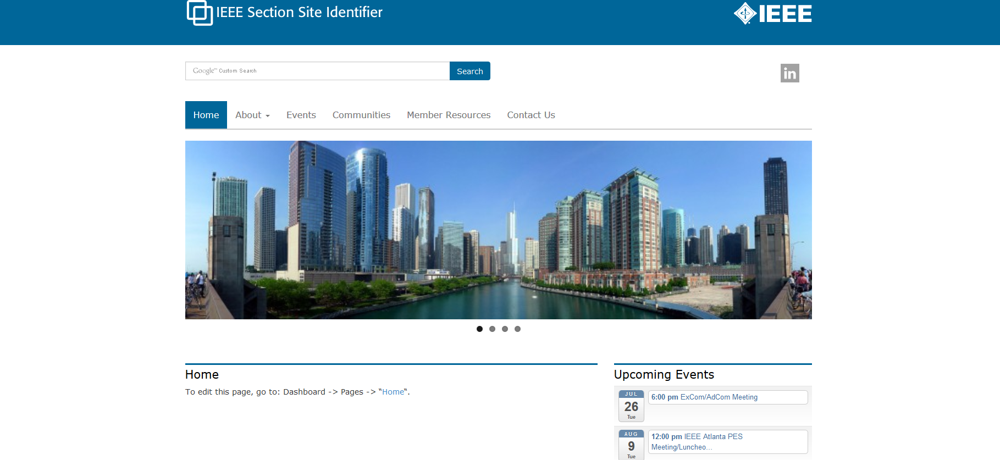 IEEE Section Site Identifier
IEEE
Google™ Custom Search
Search
in
Home
About
Events
Communities
Member Resources
Contact Us
Home
To edit this page, go to: Dashboard -> Pages -> “Home“.
Upcoming Events
JUL
26
Tue
6:00 pm ExCom/AdCom Meeting
AUG
9
Tue
12:00 pm IEEE Atlanta PES
Meeting/Luncheo...